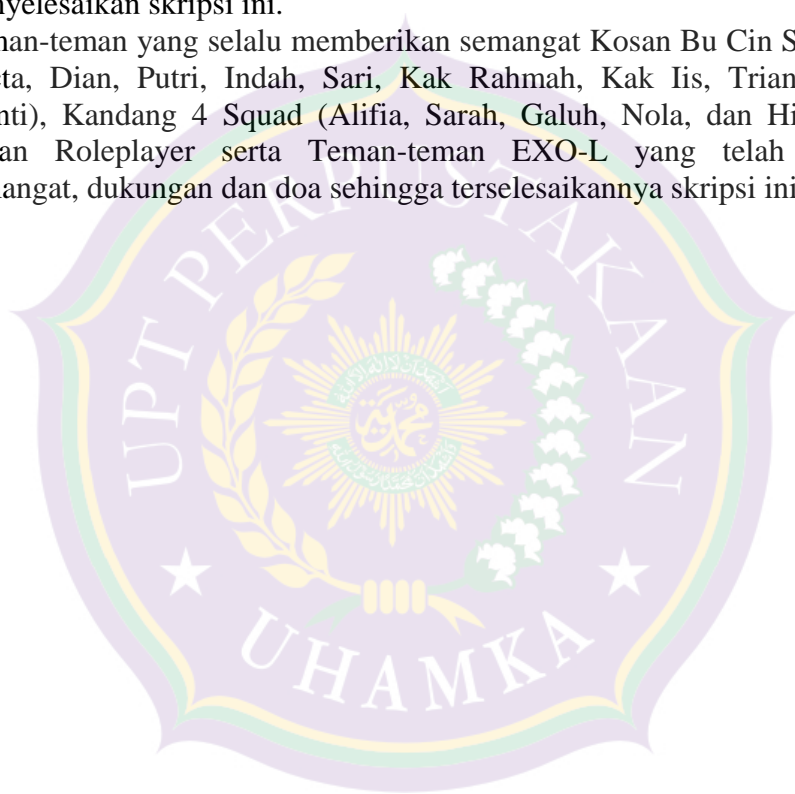 nyelesaikan skripsi ini.
nan-teman yang selalu memberikan semangat Kosan Bu Cin S
ta, Dian, Putri, Indah, Sari, Kak Rahmah, Kak Iis, Trian
nti), Kandang 4 Squad (Alifia, Sarah, Galuh, Nola, dan Hi
an Roleplayer serta Teman-teman EXO-L yang telah
angat, dukungan dan doa sehingga terselesaikannya skripsi ini
UPT PERPUSTAKAAN
محمدية
UHAMKA